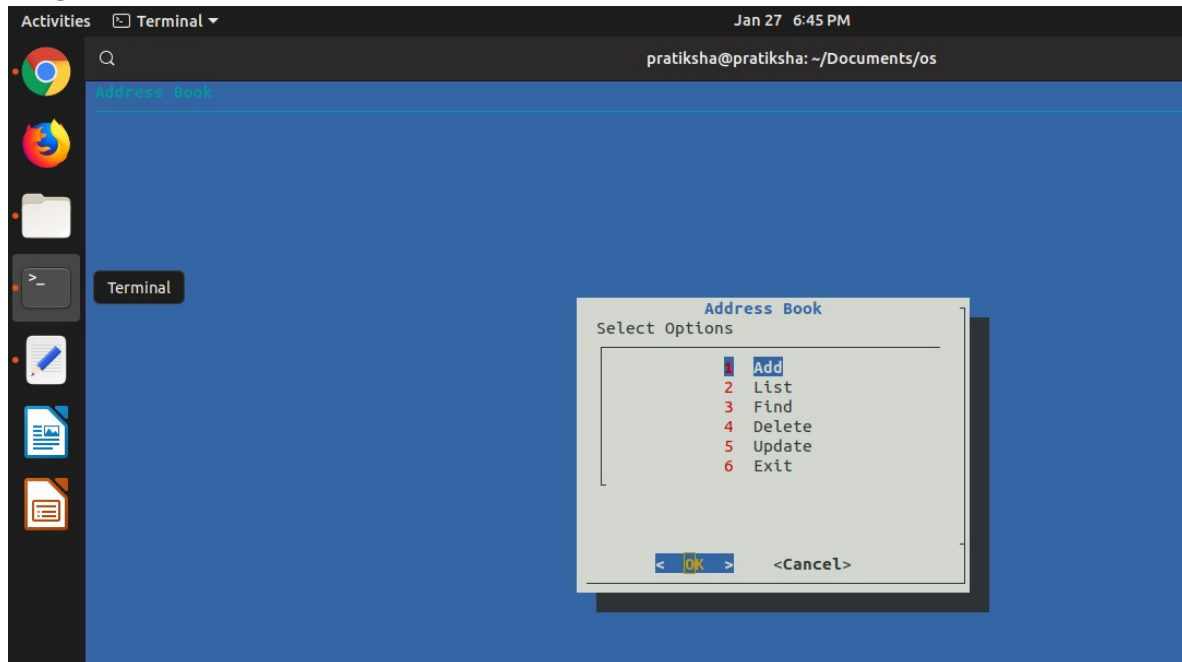 Activities Terminal Jan 27 6:45 PM
pratiksha@pratiksha: ~/Documents/os
Address Book
>_ Terminal
Address Book
Select Options
1 Add
2 List
3 Find
4 Delete
5 Update
6 Exit
< OK > <Cancel>